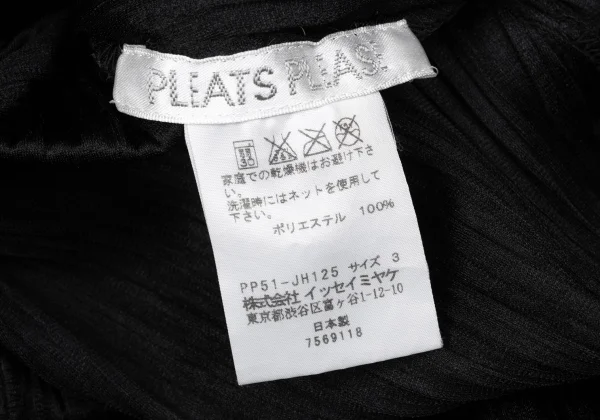 PLEATS PLEASE
家庭での乾燥機はお避け下さ
い。
洗濯時にはネットを使用して
下さい。
ポリエステル 100%
PP51-JH125 サイズ 3
株式会社 イッセイミヤケ
東京都渋谷区富ヶ谷1-12-10
日本製
7569118